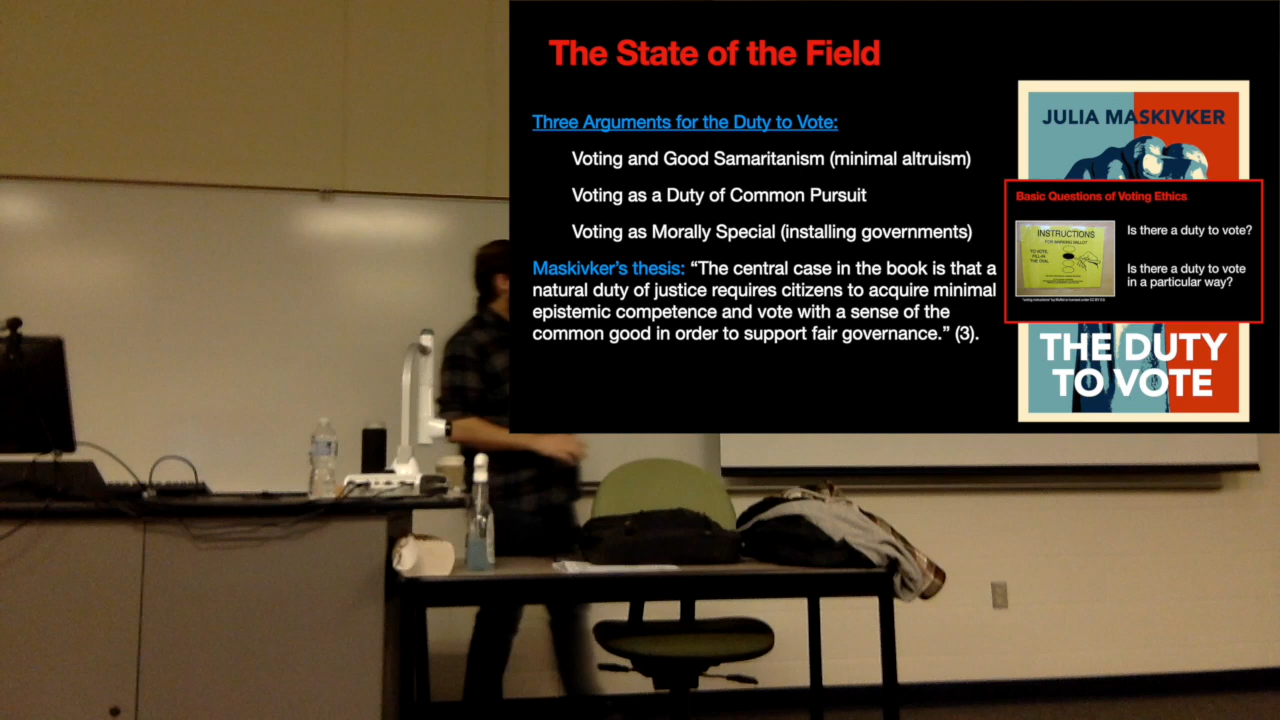 The State of the Field
Three Arguments for the Duty to Vote:
Voting and Good Samaritanism (minimal altruism)
Voting as a Duty of Common Pursuit
Voting as Morally Special (installing governments)
Maskivker's thesis: “The central case in the book is that a
natural duty of justice requires citizens to acquire minimal
epistemic competence and vote with a sense of the
common good in order to support fair governance.” (3).
JULIA MASKIVKER
Basic Questions of Voting Ethics
INSTRUCTIONS
FOR MARKING BALLOT
TO VOTE,
FILL-IN
THE OVAL
Is there a duty to vote?
Is there a duty to vote
in a particular way?
THE DUTY
TO VOTE